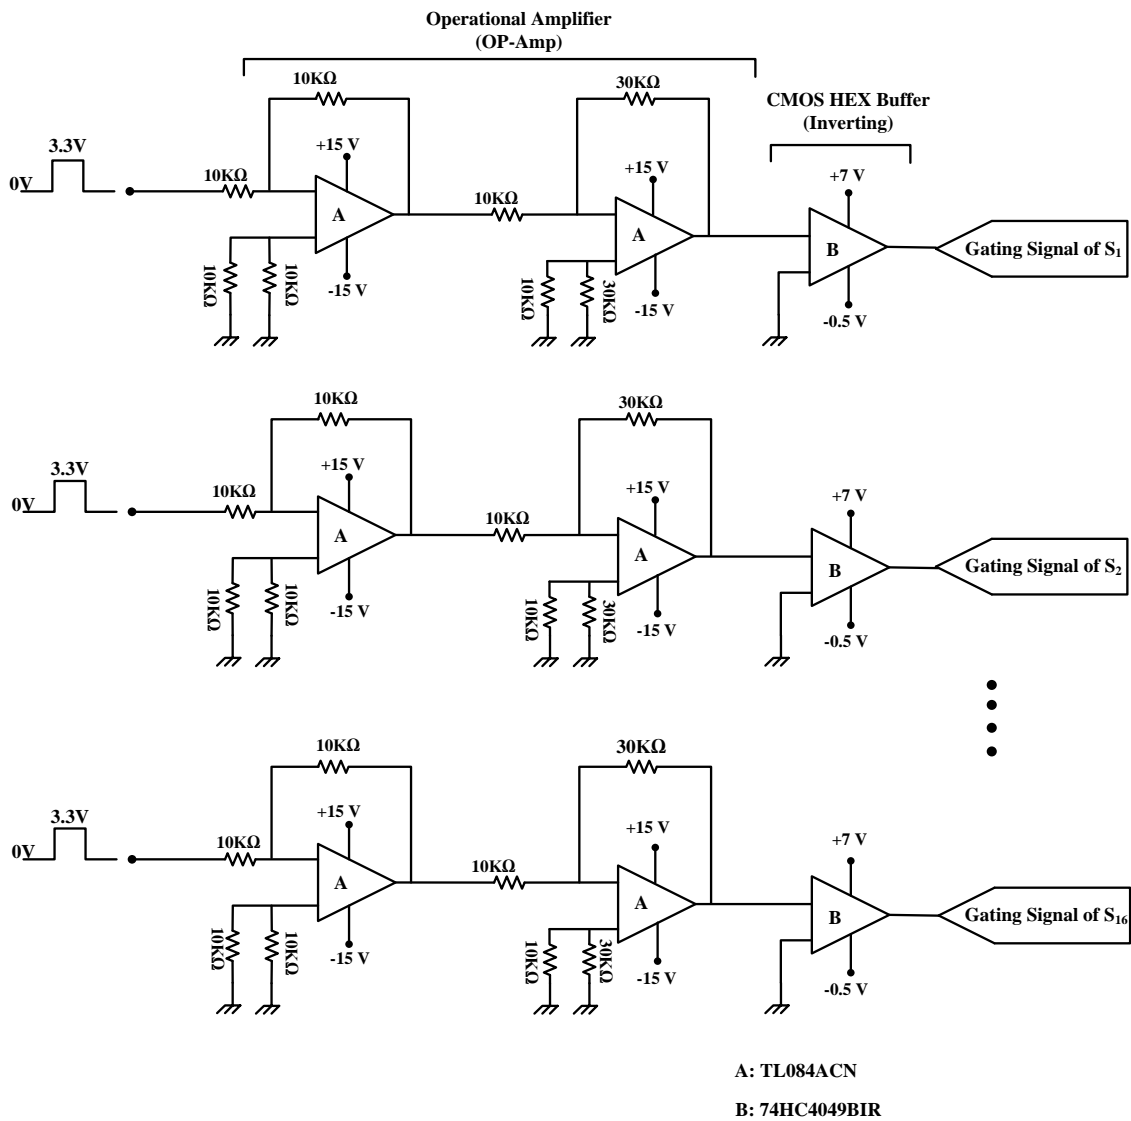 Operational Amplifier
(OP-Amp)
10KΩ
30KΩ
CMOS HEX Buffer
(Inverting)
3.3V
0V
10KΩ
+15 V
A
-15 V
10KΩ
10KΩ
10KΩ
+15 V
A
-15 V
10KΩ
30KΩ
+7 V
B
-0.5 V
Gating Signal of S1
10KΩ
30KΩ
3.3V
0V
10KΩ
+15 V
A
-15 V
10KΩ
10KΩ
10KΩ
+15 V
A
-15 V
10KΩ
30KΩ
+7 V
B
-0.5 V
Gating Signal of S2
10KΩ
30KΩ
3.3V
0V
10KΩ
+15 V
A
-15 V
10KΩ
10KΩ
10KΩ
+15 V
A
-15 V
10KΩ
30KΩ
+7 V
B
-0.5 V
Gating Signal of S16
A: TL084ACN
B: 74HC4049BIR